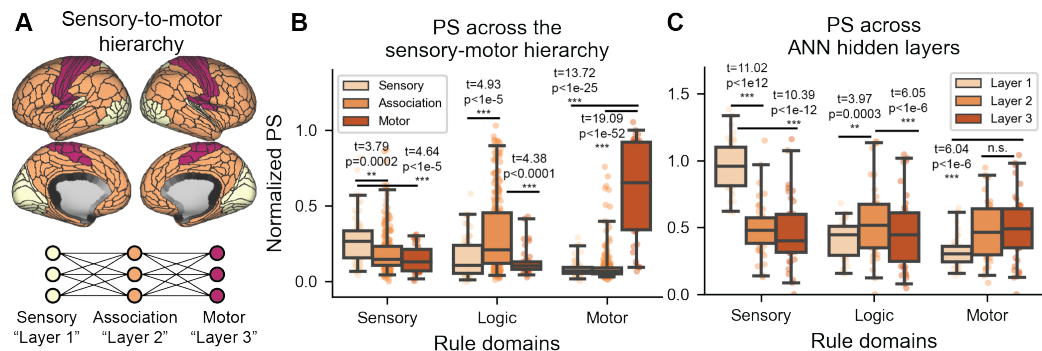 A
Sensory-to-motor
hierarchy
Sensory
"Layer 1"
Association
"Layer 2"
Motor
"Layer 3"
B
PS across the
sensory-motor hierarchy
Normalized PS
1.0
0.5
0.0
Sensory
Association
Motor
t=3.79
p=0.0002
**
t=4.64
p<1e-5
***
t=4.93
p<1e-5
***
t=4.38
p<0.0001
***
t=13.72
p<1e-25
***
t=19.09
p<1e-52
***
Sensory
Logic
Motor
Rule domains
C
PS across
ANN hidden layers
1.5
1.0
0.5
0.0
Layer 1
Layer 2
Layer 3
t=11.02
p<1e12
***
t=10.39
p<1e-12
***
t=3.97
p=0.0003
**
t=6.05
p<1e-6
***
t=6.04
p<1e-6
***
n.s.
Sensory
Logic
Motor
Rule domains